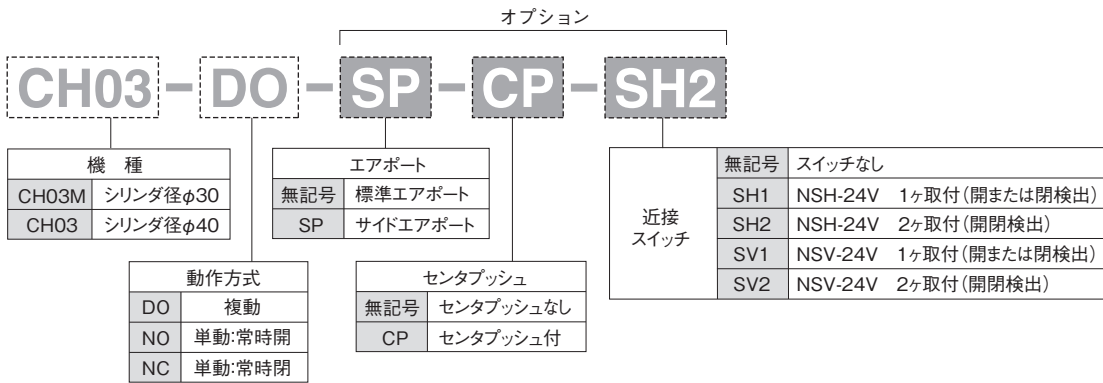 オプション
CH03-DO-SP-CP-SH2
機 種
CH03M シリンダ径φ30
CH03 シリンダ径φ40
動作方式
DO 複動
NO 単動:常時開
NC 単動:常時閉
エアポート
無記号 標準エアポート
SP サイドエアポート
センタプッシュ
無記号 センタプッシュなし
CP センタプッシュ付
近接
スイッチ
無記号 スイッチなし
SH1 NSH-24V 1ヶ取付(開または閉検出)
SH2 NSH-24V 2ヶ取付(開閉検出)
SV1 NSV-24V 1ヶ取付(開または閉検出)
SV2 NSV-24V 2ヶ取付(開閉検出)